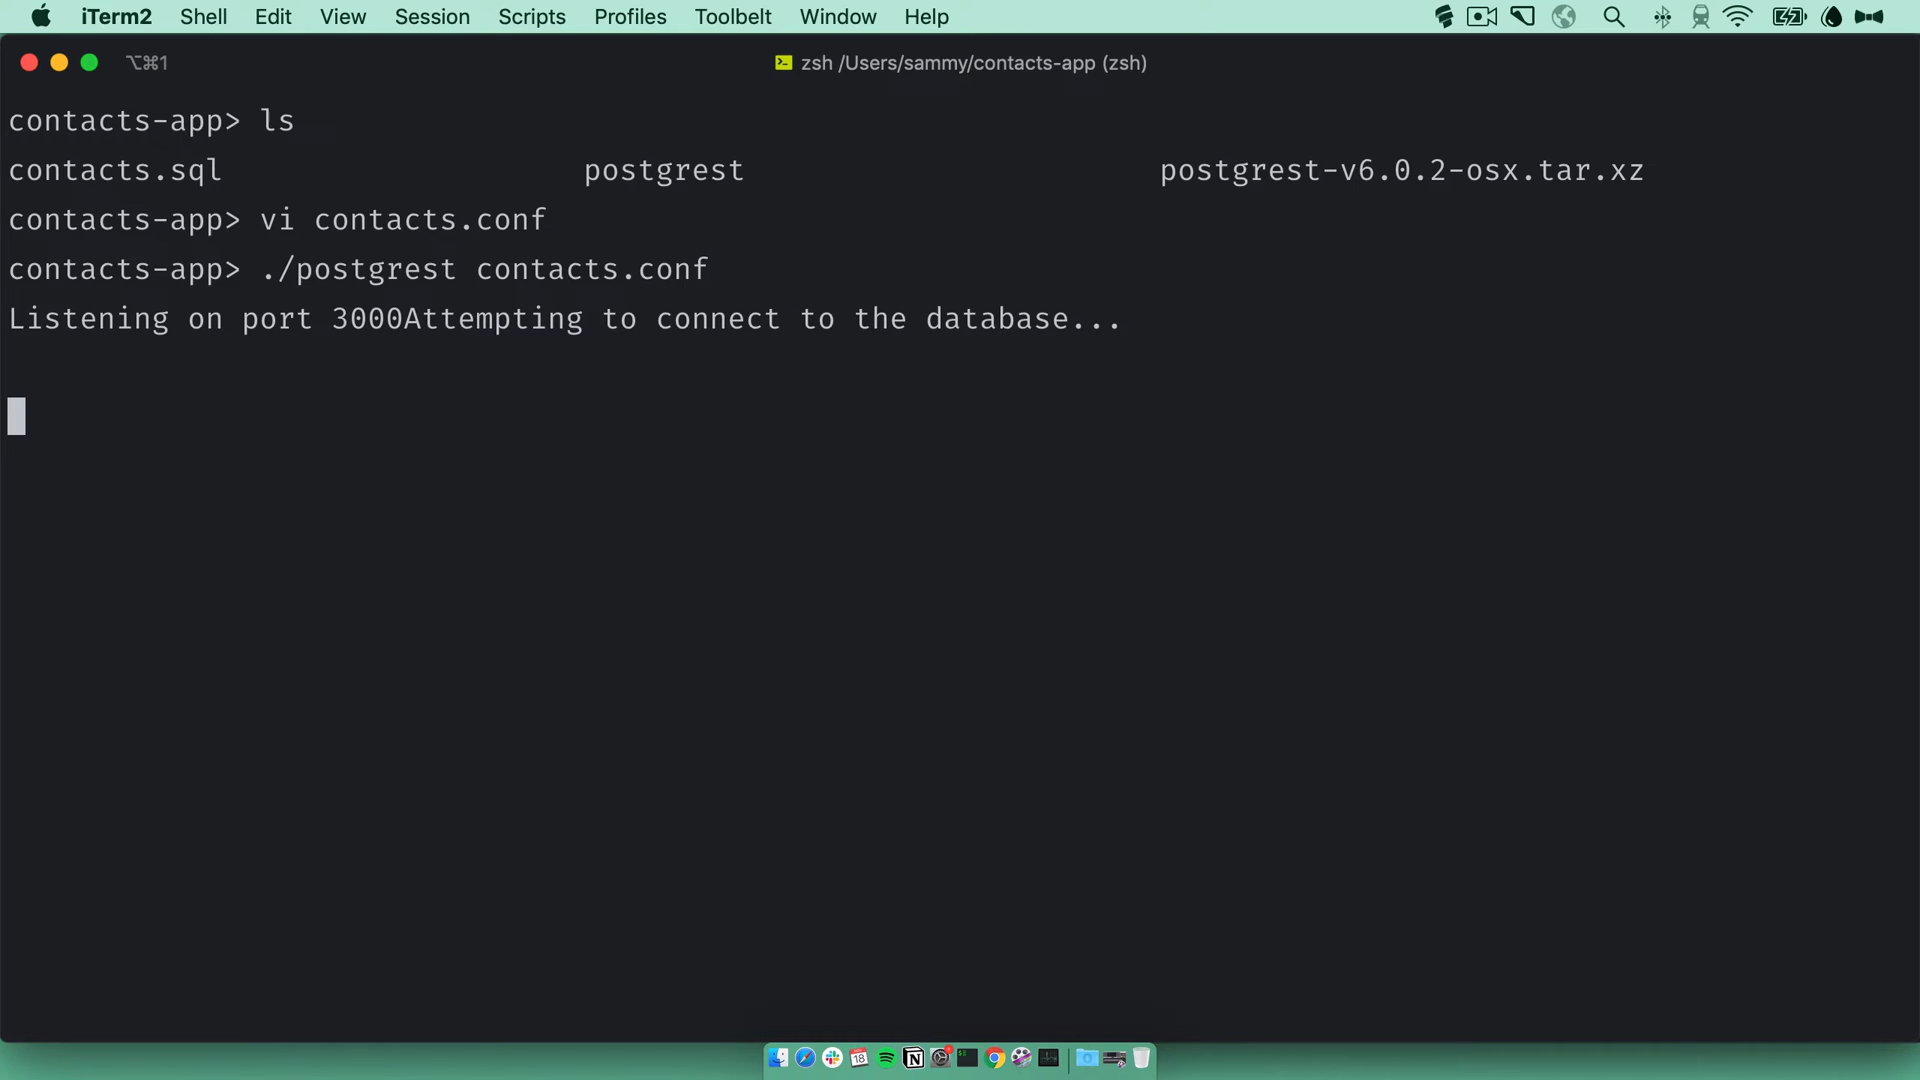 iTerm2 Shell Edit View Session Scripts Profiles Toolbelt Window Help
⌥⌘1 zsh /Users/sammy/contacts-app (zsh)
contacts-app> ls
contacts.sql postgrest postgrest-v6.0.2-osx.tar.xz
contacts-app> vi contacts.conf
contacts-app> ./postgrest contacts.conf
Listening on port 3000Attempting to connect to the database...
18